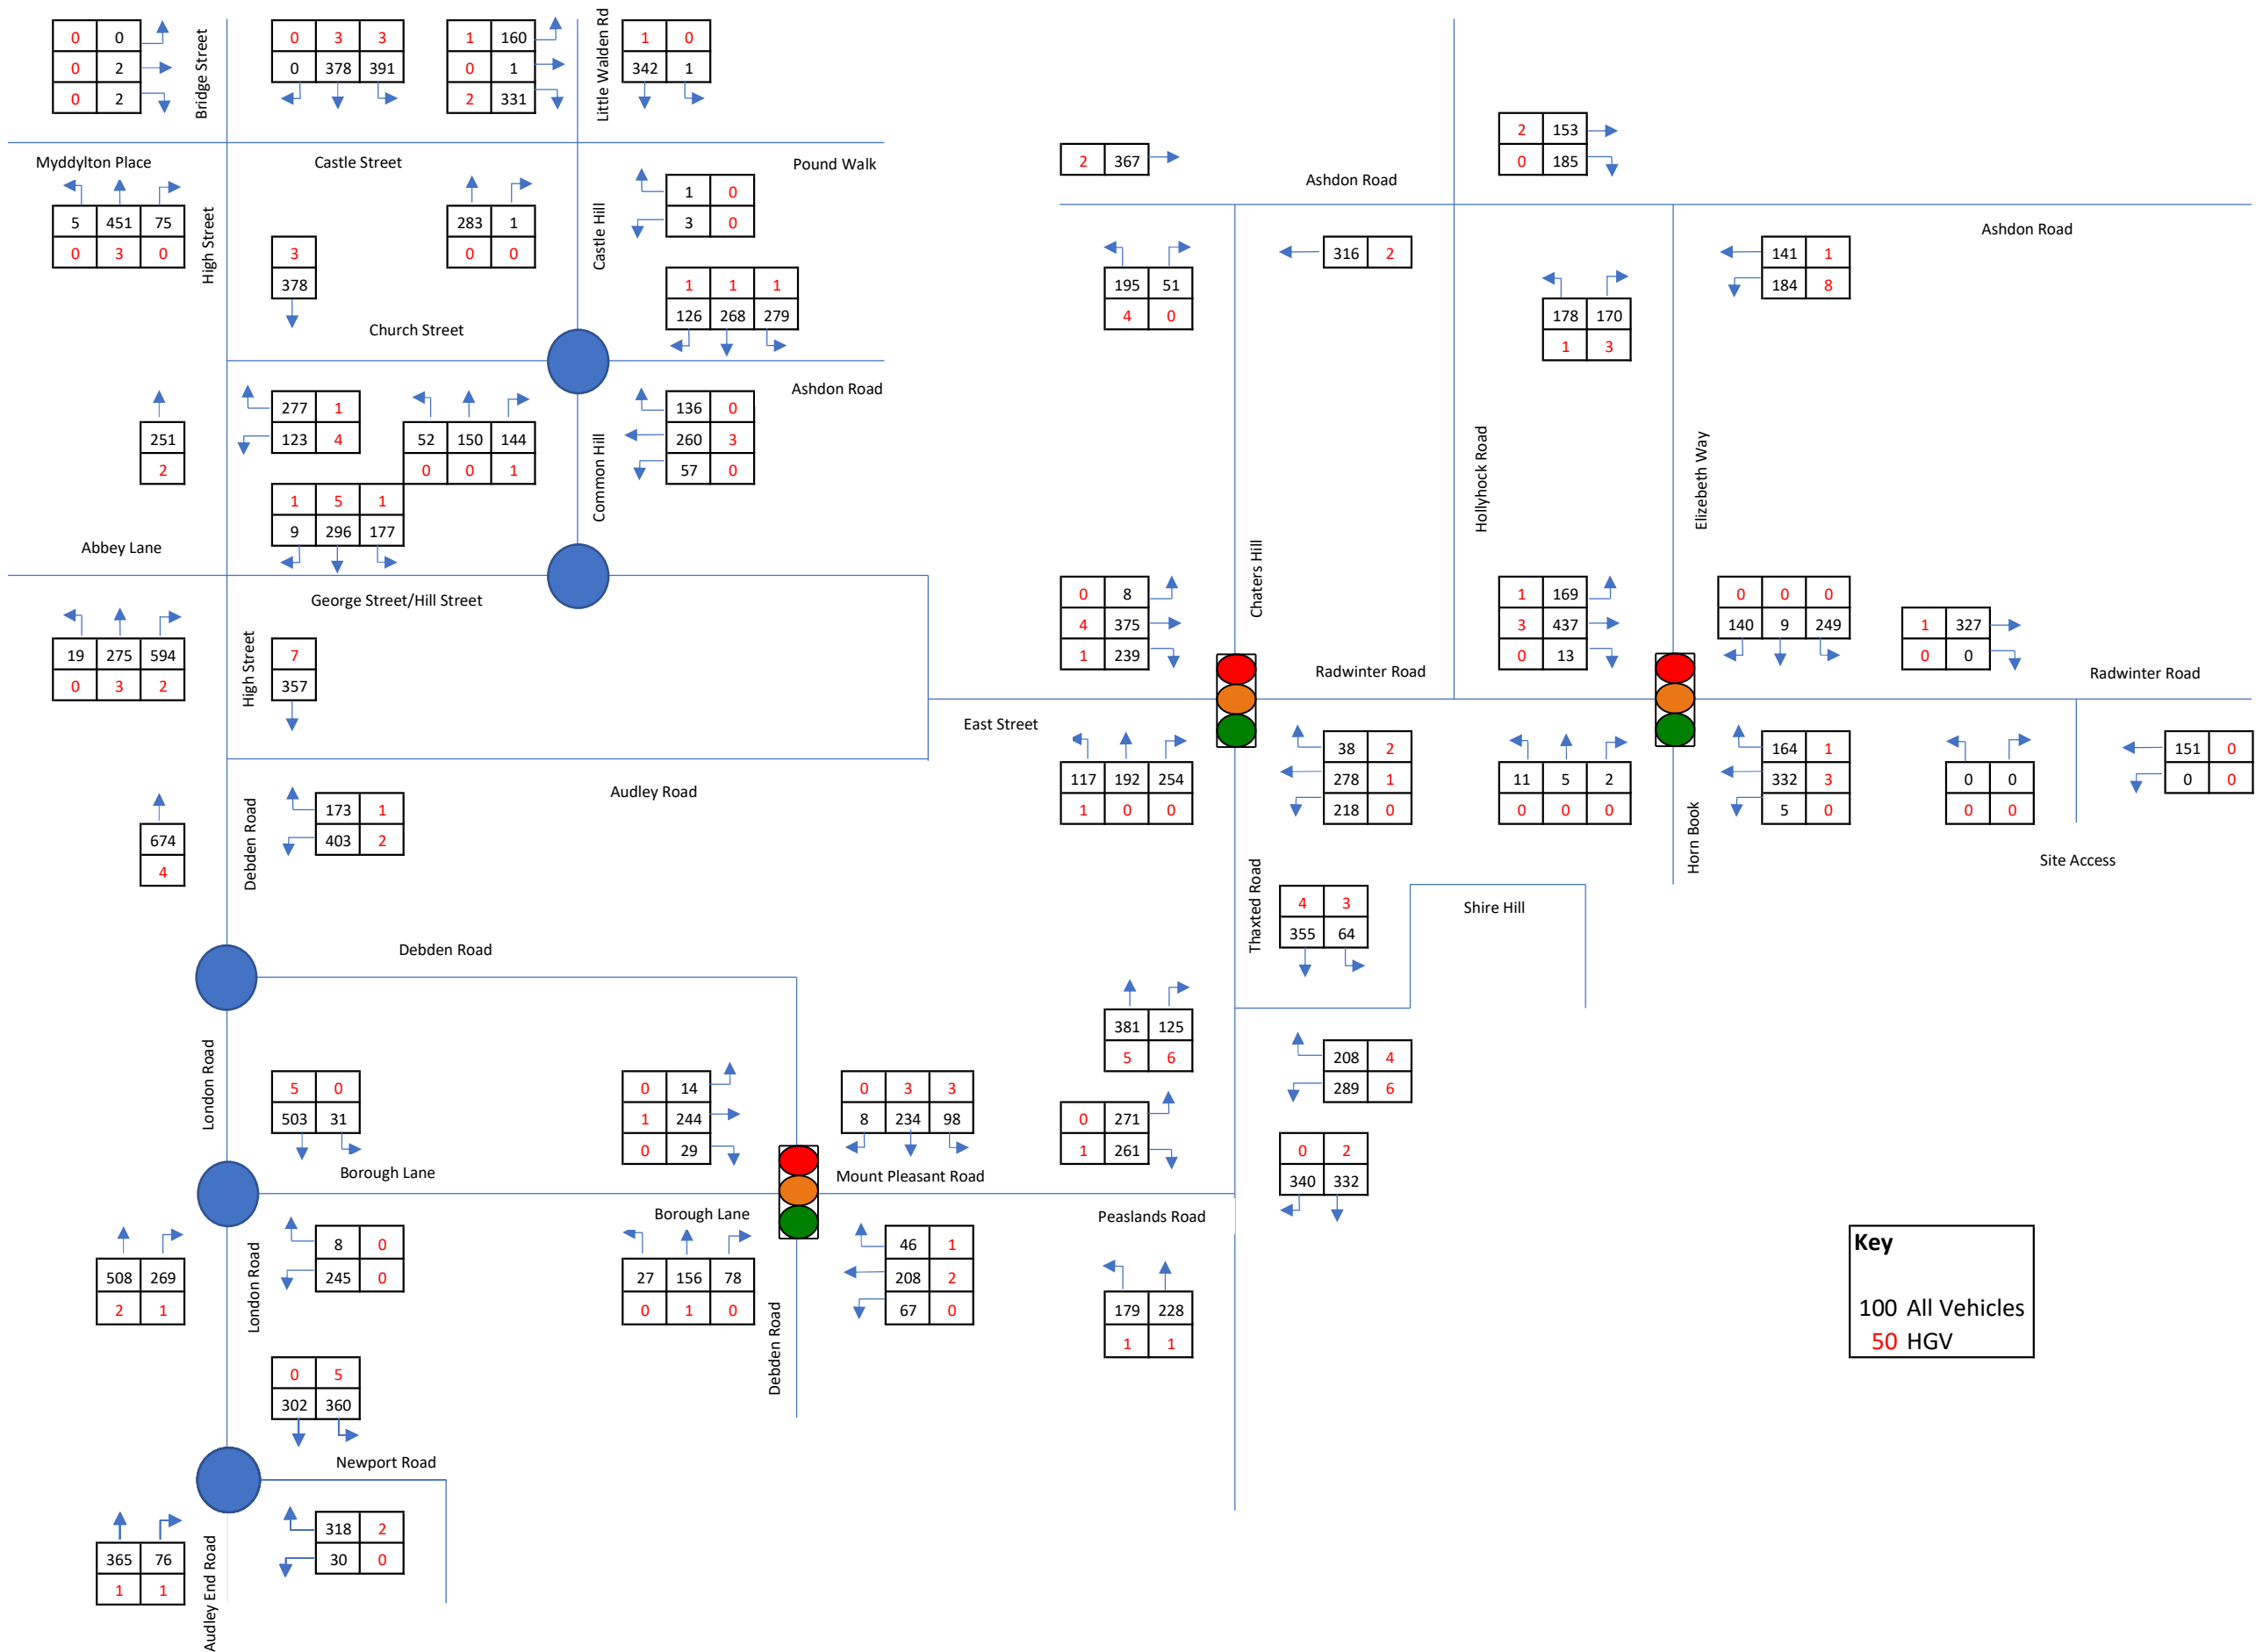 0 0
0 2
0 2
Bridge Street
0 3 3
0 378 391
1 160
0 1
2 331
Little Walden Rd
1 0
342 1
Myddylton Place
Castle Street
Pound Walk
5 451 75
0 3 0
High Street
3
378
283 1
0 0
Castle Hill
1 0
3 0
1 1 1
126 268 279
Church Street
Ashdon Road
251
2
277 1
123 4
52 150 144
0 0 1
Common Hill
136 0
260 3
57 0
1 5 1
9 296 177
Abbey Lane
George Street/Hill Street
19 275 594
0 3 2
High Street
7
357
East Street
Audley Road
674
4
Debden Road
173 1
403 2
Debden Road
London Road
5 0
503 31
Borough Lane
0 14
1 244
0 29
0 3 3
8 234 98
Mount Pleasant Road
Borough Lane
508 269
2 1
London Road
8 0
245 0
27 156 78
0 1 0
Debden Road
46 1
208 2
67 0
0 5
302 360
Newport Road
365 76
1 1
Audley End Road
318 2
30 0
2 367
Ashdon Road
2 153
0 185
Ashdon Road
195 51
4 0
316 2
178 170
1 3
141 1
184 8
Chaters Hill
Hollyhock Road
Elizebeth Way
0 8
4 375
1 239
1 169
3 437
0 13
0 0 0
140 9 249
1 327
0 0
Radwinter Road
Radwinter Road
117 192 254
1 0 0
38 2
278 1
218 0
11 5 2
0 0 0
Horn Book
164 1
332 3
5 0
0 0
0 0
151 0
0 0
Site Access
Thaxted Road
4 3
355 64
Shire Hill
381 125
5 6
208 4
289 6
0 271
1 261
0 2
340 332
Peaslands Road
179 228
1 1
Key
100 All Vehicles
50 HGV